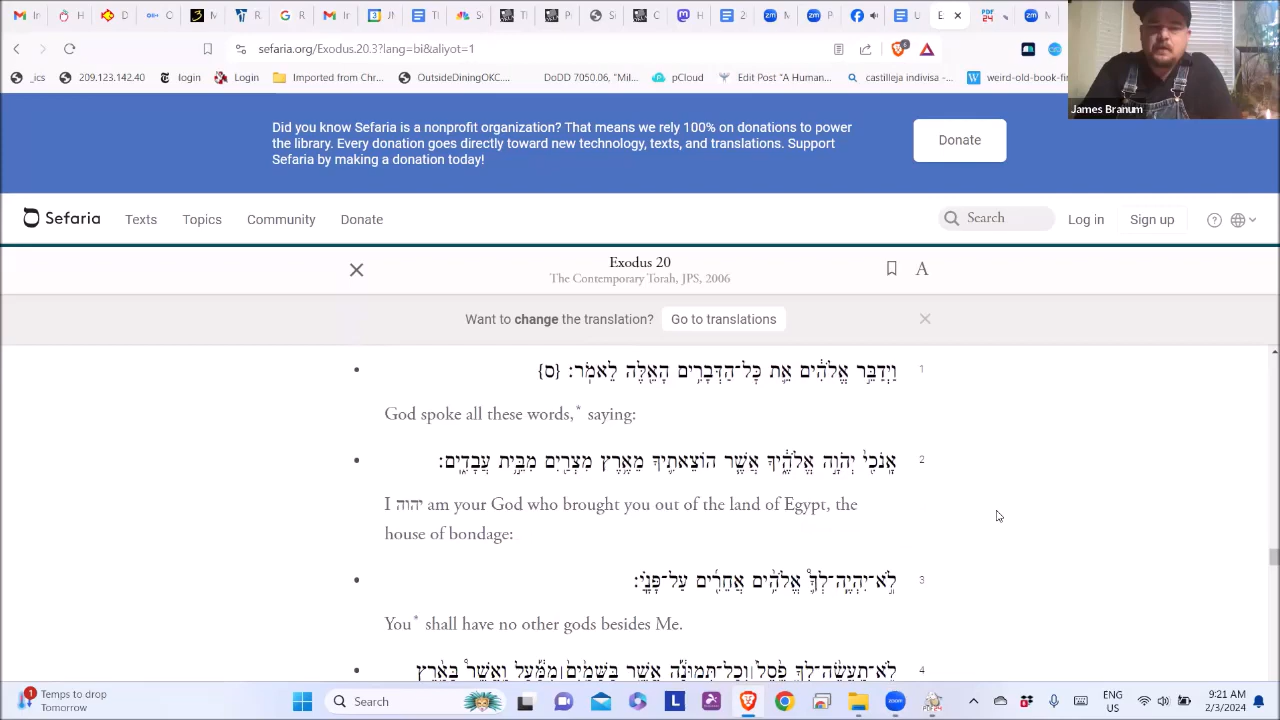 sefaria.org/Exodus.20.3?lang=bi&aliyot=1
_ics
209.123.142.40
login
Login
Imported from Chr...
OutsideDiningOKC....
DoDD 7050.06, "Mil...
pCloud
Edit Post "A Human...
castilleja indivisa -...
weird-old-book-fi
James Branum
Did you know Sefaria is a nonprofit organization? That means we rely 100% on donations to power
the library. Every donation goes directly toward new technology, texts, and translations. Support
Sefaria by making a donation today!
Donate
Sefaria
Texts
Topics
Community
Donate
Search
Log in
Sign up
Exodus 20
The Contemporary Torah, JPS, 2006
Want to change the translation?
Go to translations
1
וַיְדַבֵּ֣ר אֱלֹהִ֔ים אֵ֛ת כׇּל־הַדְּבָרִ֥ים הָאֵ֖לֶּה לֵאמֹֽר׃ {ס}
God spoke all these words,* saying:
2
אָֽנֹכִ֖י֙ יְהֹוָ֣ה אֱלֹהֶ֑֔יךָ אֲשֶׁ֧ר הוֹצֵאתִ֛יךָ מֵאֶ֥רֶץ מִצְרַ֖יִם מִבֵּ֥֣ית עֲבָדִ֑͏ֽים׃
I יהוה am your God who brought you out of the land of Egypt, the
house of bondage:
3
לֹֽ֣א־יִהְיֶ֥ה־לְךָ֛֩ אֱלֹהִ֥֨ים אֲחֵרִ֖֜ים עַל־פָּנָֽ͏ַ֗י׃
You* shall have no other gods besides Me.
4
לֹֽ֣א־תַעֲשֶׂ֨ה־לְךָ֥֣ פֶ֣֙סֶל֙ ׀ וְכׇל־תְּמוּנָ֡֔ה אֲשֶׁ֤֣ר בַּשָּׁמַ֣֙יִם֙ ׀ מִמַּ֡֔עַל וַֽאֲשֶׁ֥ר֩ בָּאָ֖֨רֶץ
1
Temps to drop
Tomorrow
Search
ENG
US
9:21 AM
2/3/2024